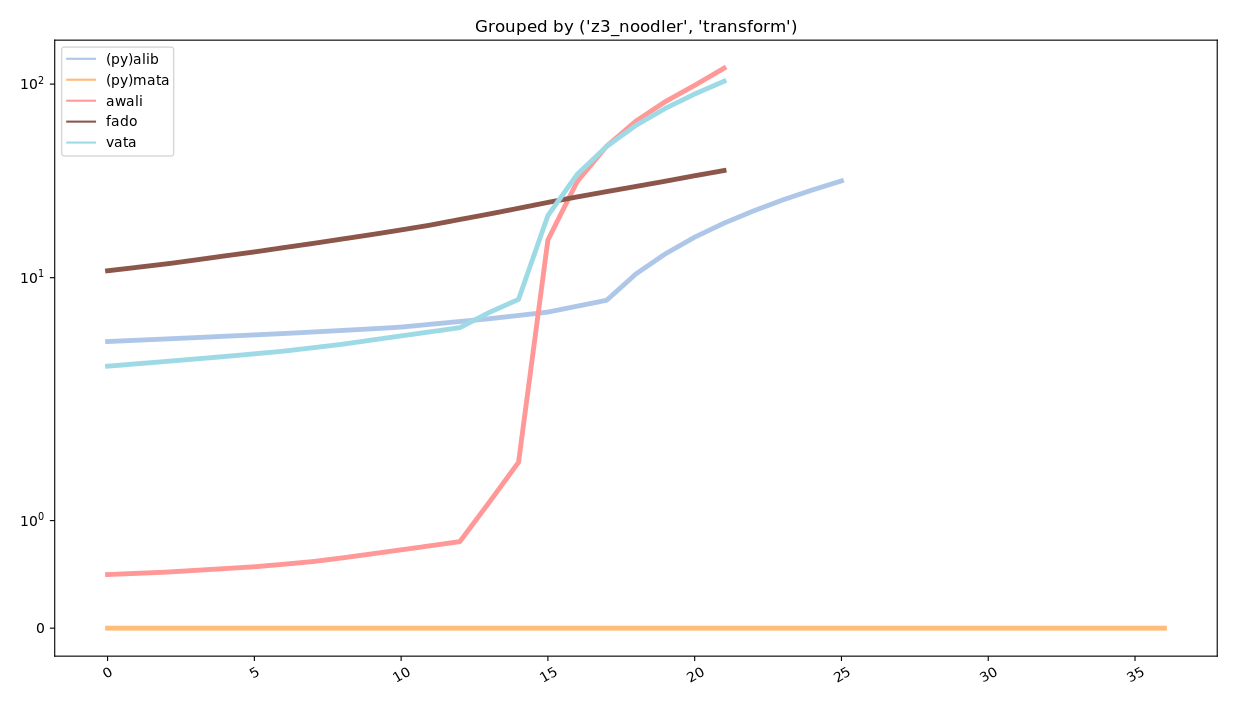 Grouped by ('z3_noodler', 'transform')
(py)alib
(py)mata
awali
fado
vata
10²
10¹
10⁰
0
0 5 10 15 20 25 30 35